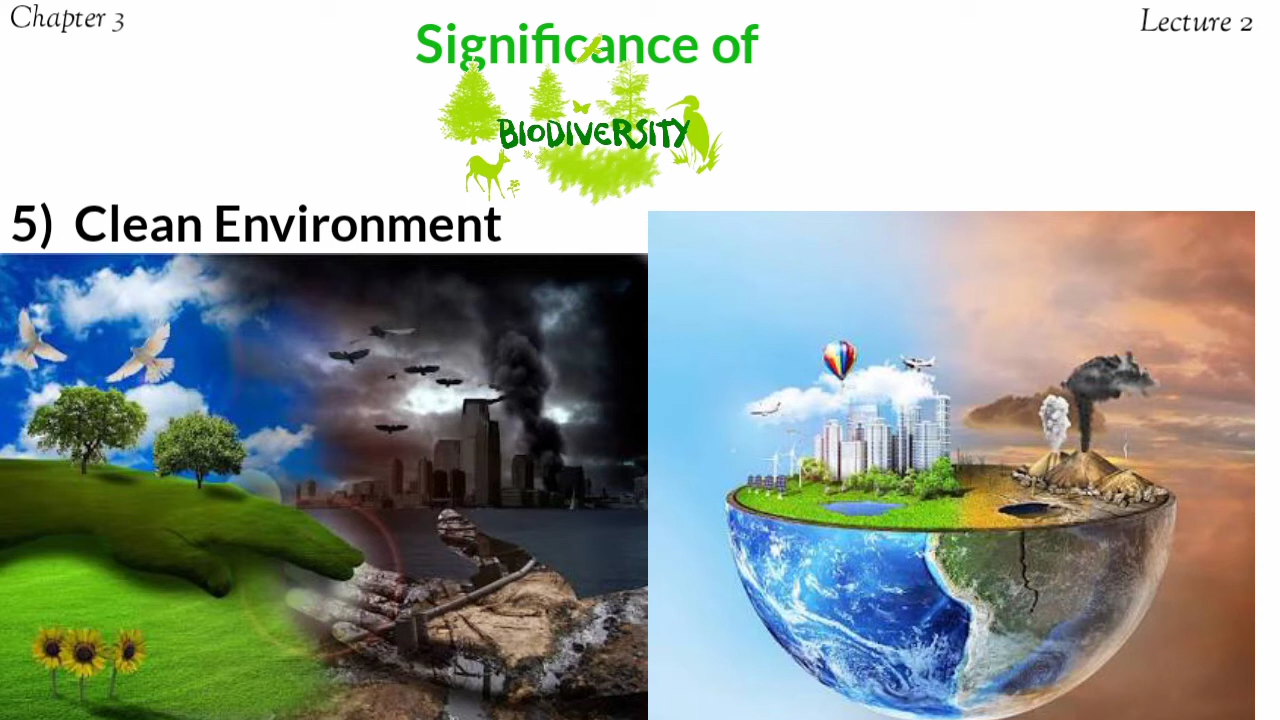 Chapter 3
Lecture 2
Significance of
BIODIVERSITY
5) Clean Environment